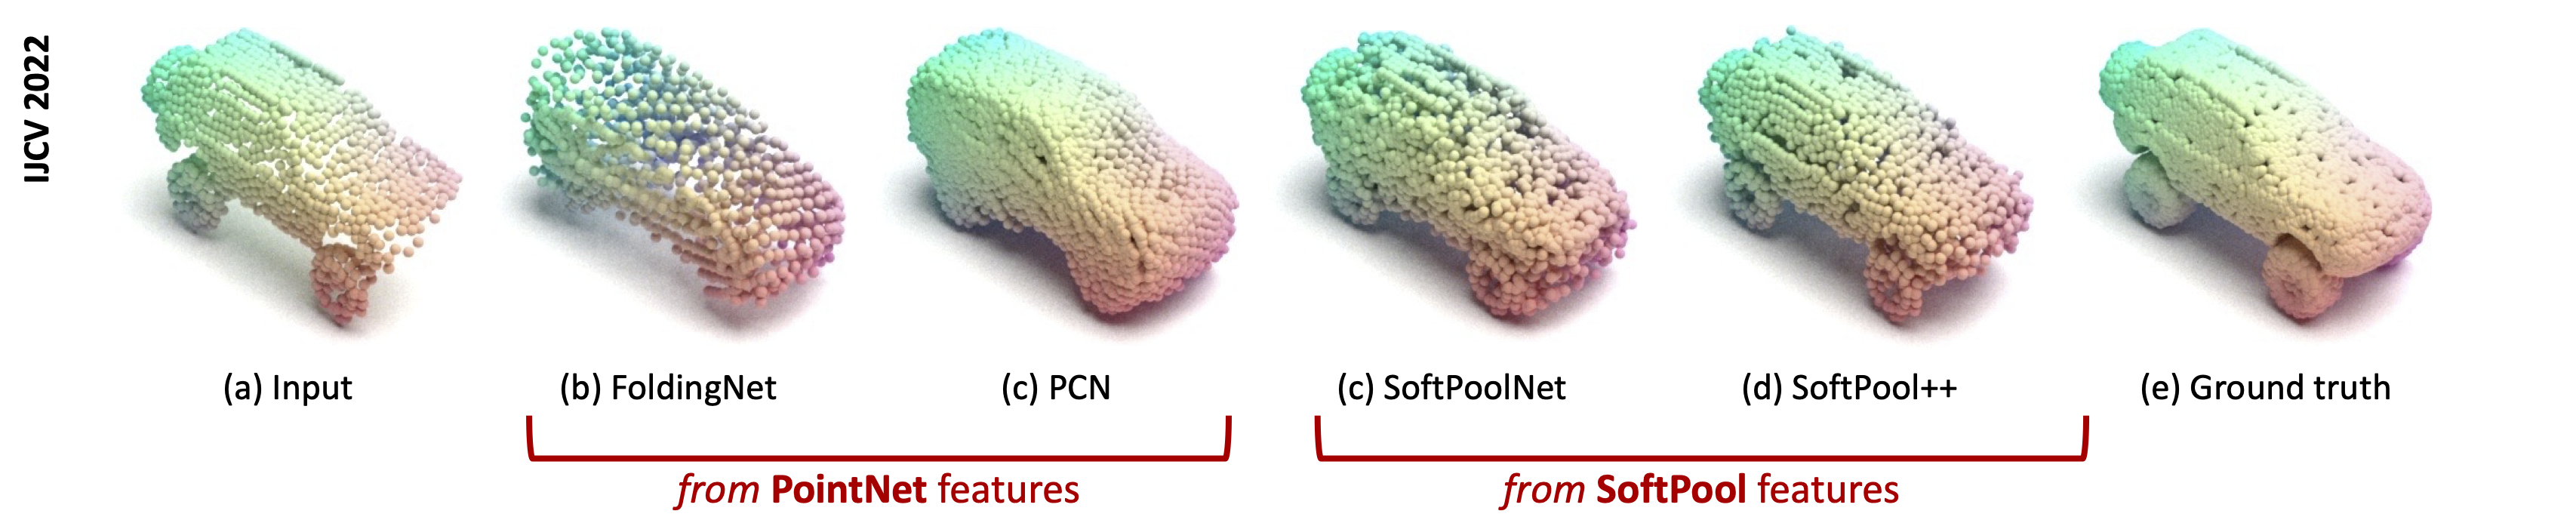 IJCV 2022
(a) Input
(b) FoldingNet
(c) PCN
(c) SoftPoolNet
(d) SoftPool++
(e) Ground truth
from PointNet features
from SoftPool features